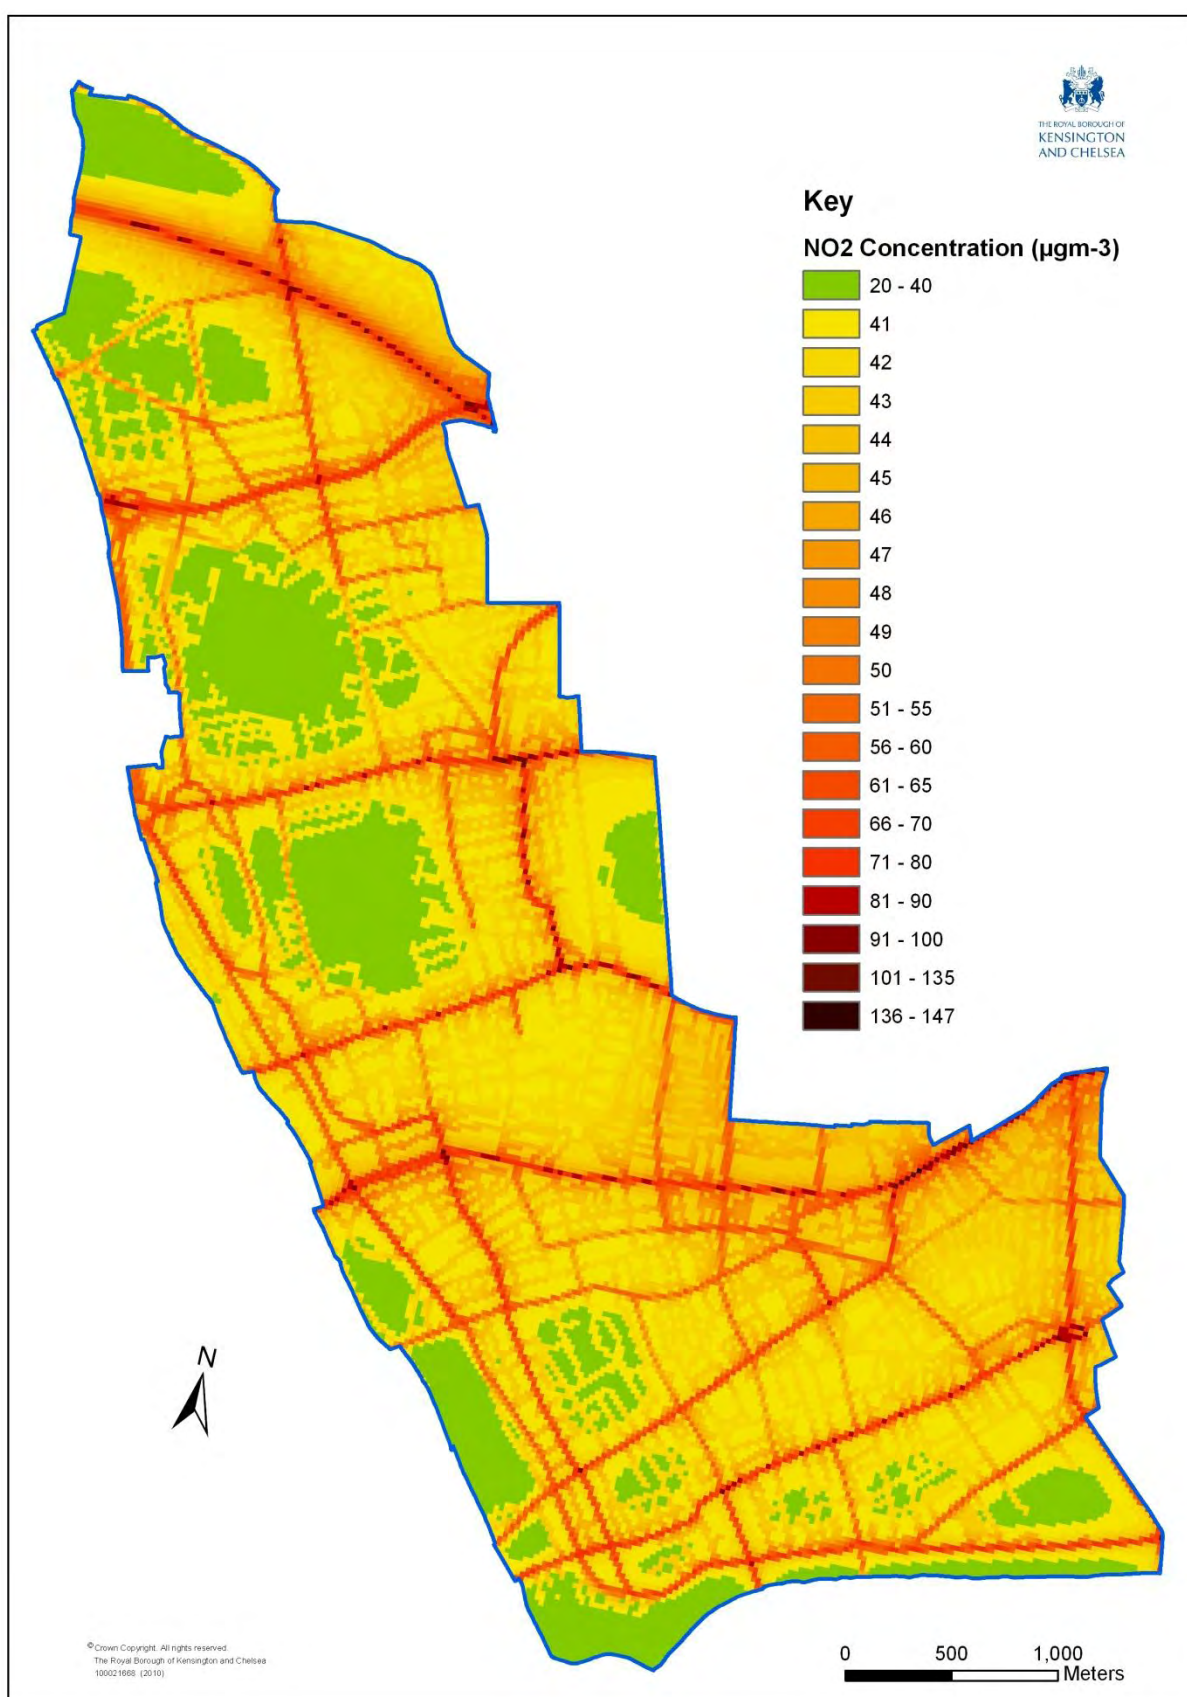 THE ROYAL BOROUGH OF
KENSINGTON
AND CHELSEA
Key
NO2 Concentration (µgm-3)
20 - 40
41
42
43
44
45
46
47
48
49
50
51 - 55
56 - 60
61 - 65
66 - 70
71 - 80
81 - 90
91 - 100
101 - 135
136 - 147
N
© Crown Copyright. All rights reserved.
The Royal Borough of Kensington and Chelsea
100021668 (2010)
0 500 1,000
Meters